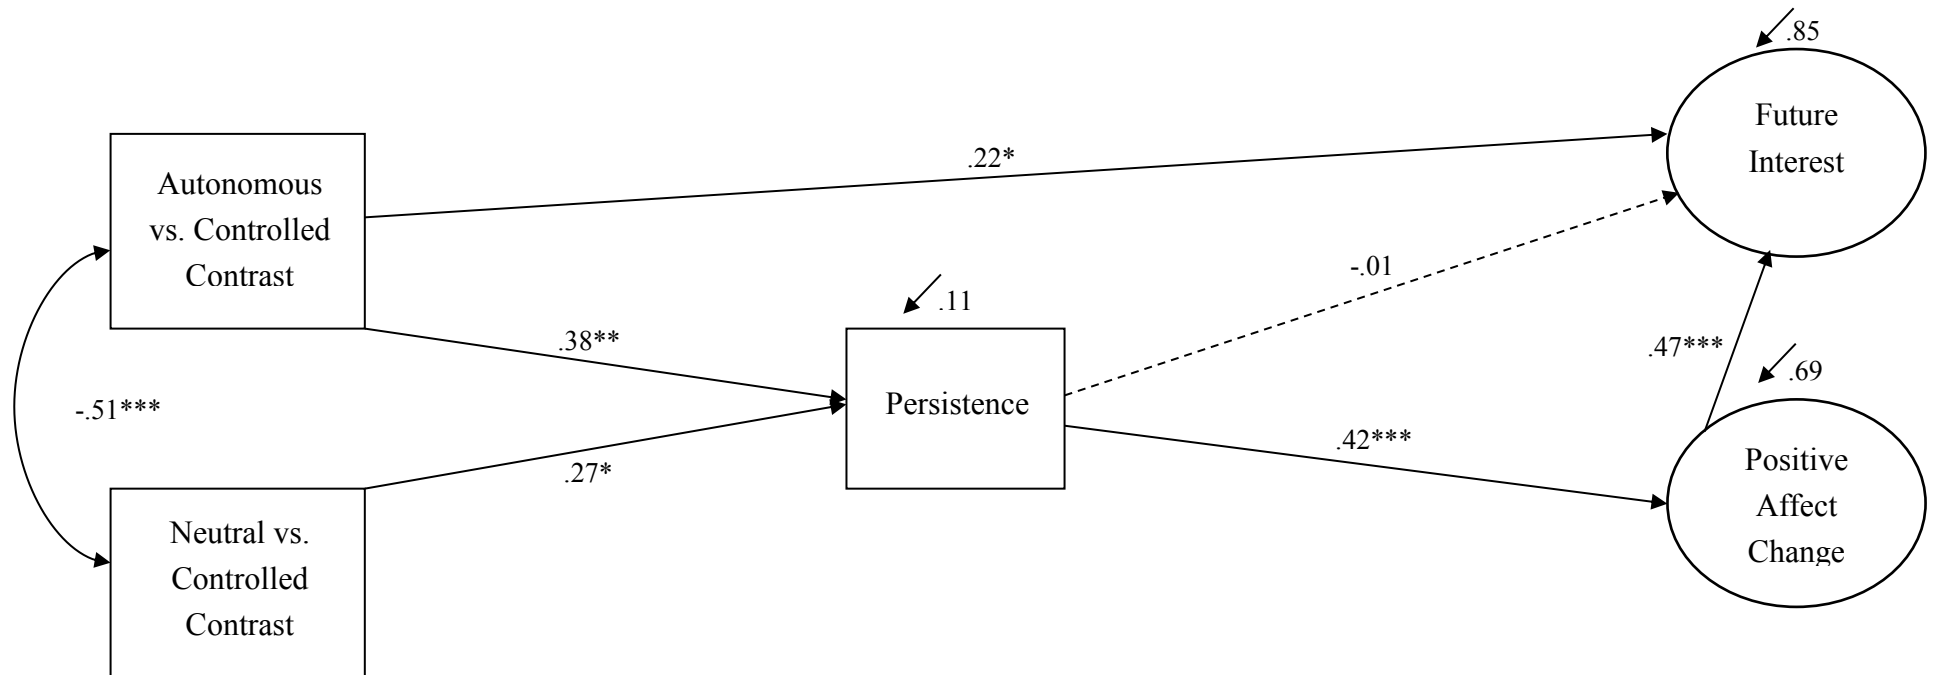 .85
Future
Interest
.22*
Autonomous
vs. Controlled
Contrast
-.01
.11
.38**
.47***
.69
Persistence
-.51***
.42***
.27*
Positive
Affect
Change
Neutral vs.
Controlled
Contrast